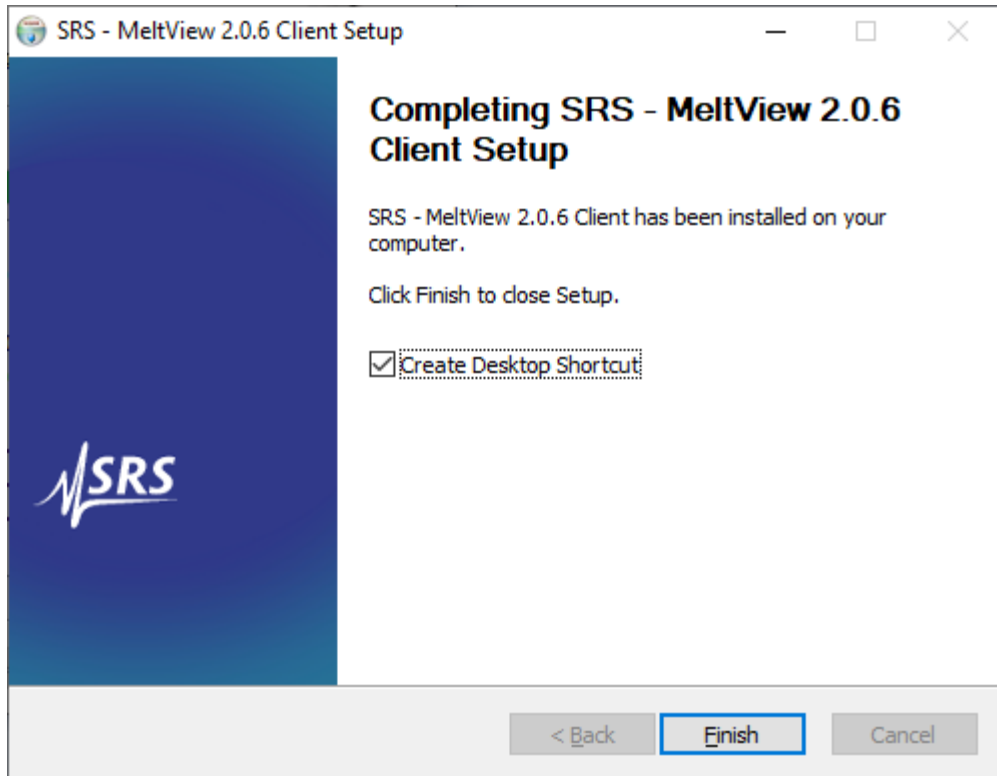 SRS - MeltView 2.0.6 Client Setup
Completing SRS - MeltView 2.0.6
Client Setup
SRS - MeltView 2.0.6 Client has been installed on your
computer.
Click Finish to close Setup.
Create Desktop Shortcut
SRS
< Back
Finish
Cancel